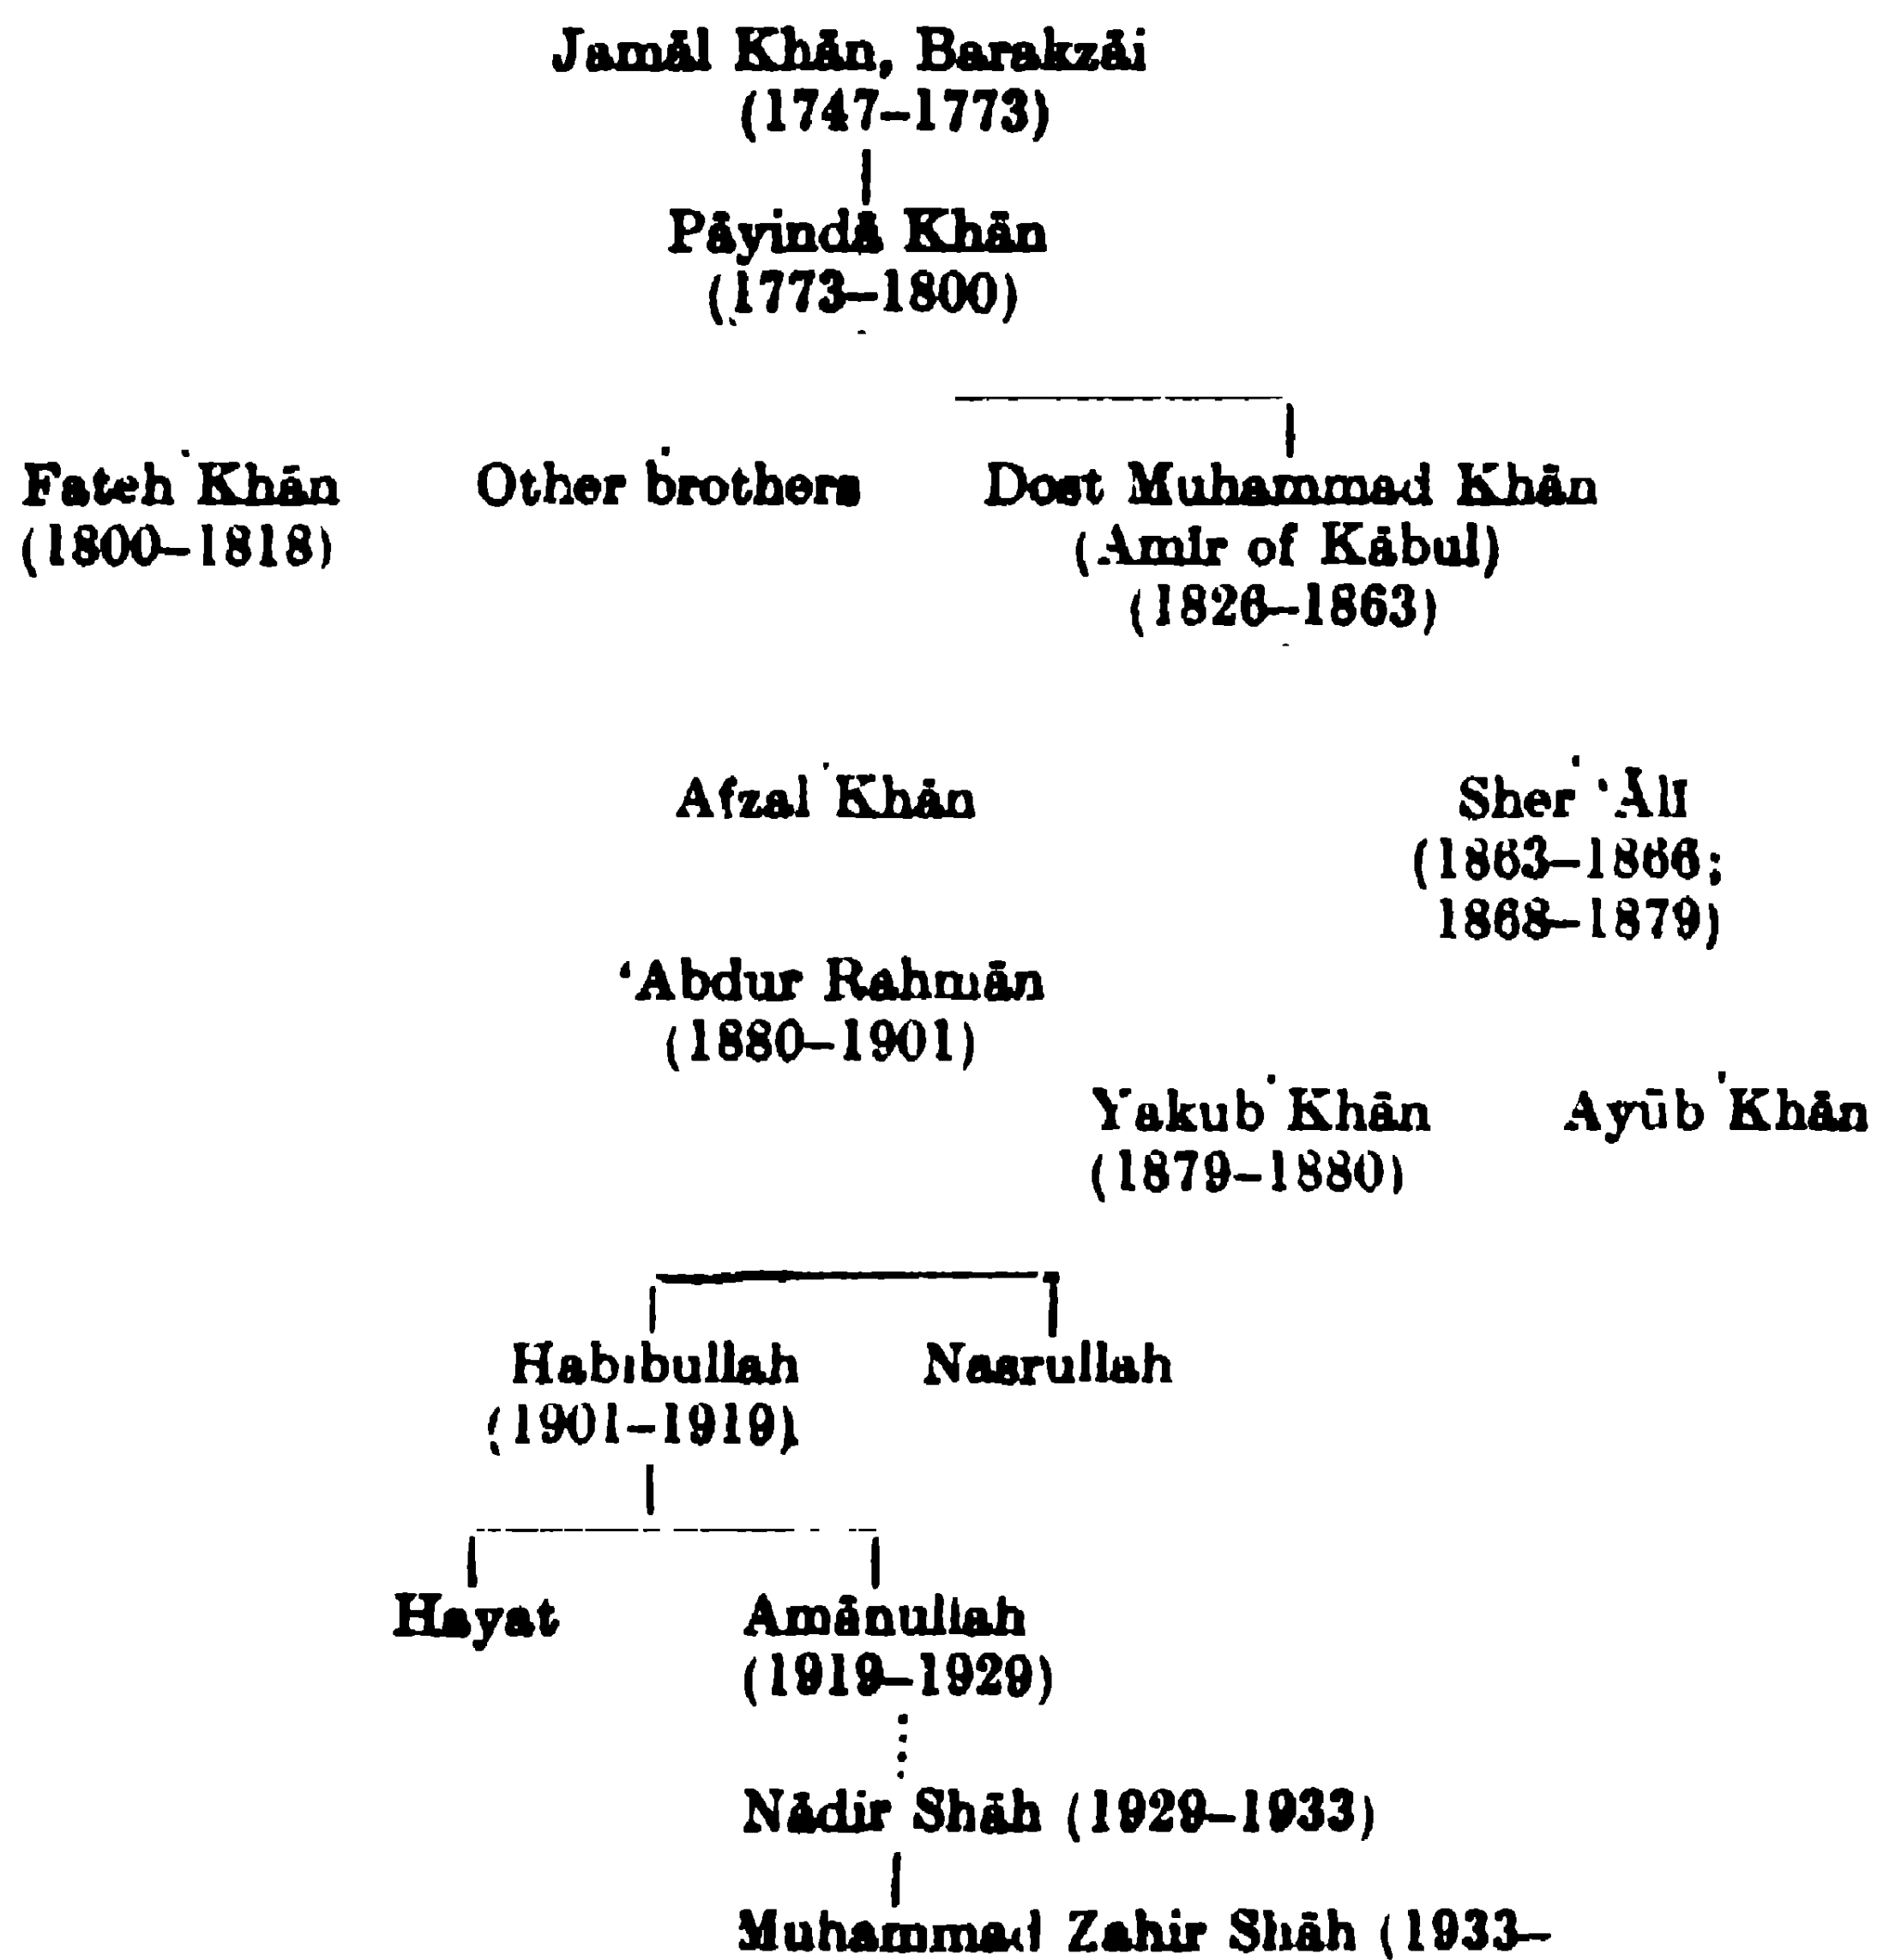 Jamāl Khān, Barakzāi
(1747–1773)
Pāyindā Khān
(1773–1800)
Fateh Khān Other brothers Dost Muhammad Khān
(1800–1818) (Amīr of Kābul)
(1826–1863)
Afzal Khān Sher ‘Ālī
(1863–1866;
1868–1879)
‘Abdur Rahmān
(1880–1901)
Yakub Khān Ayūb Khān
(1879–1880)
Habibullah Nasrullah
(1901–1919)
Hayat Amānullah
(1919–1929)
Nādir Shāh (1929–1933)
Muhammad Zahir Shāh (1933–